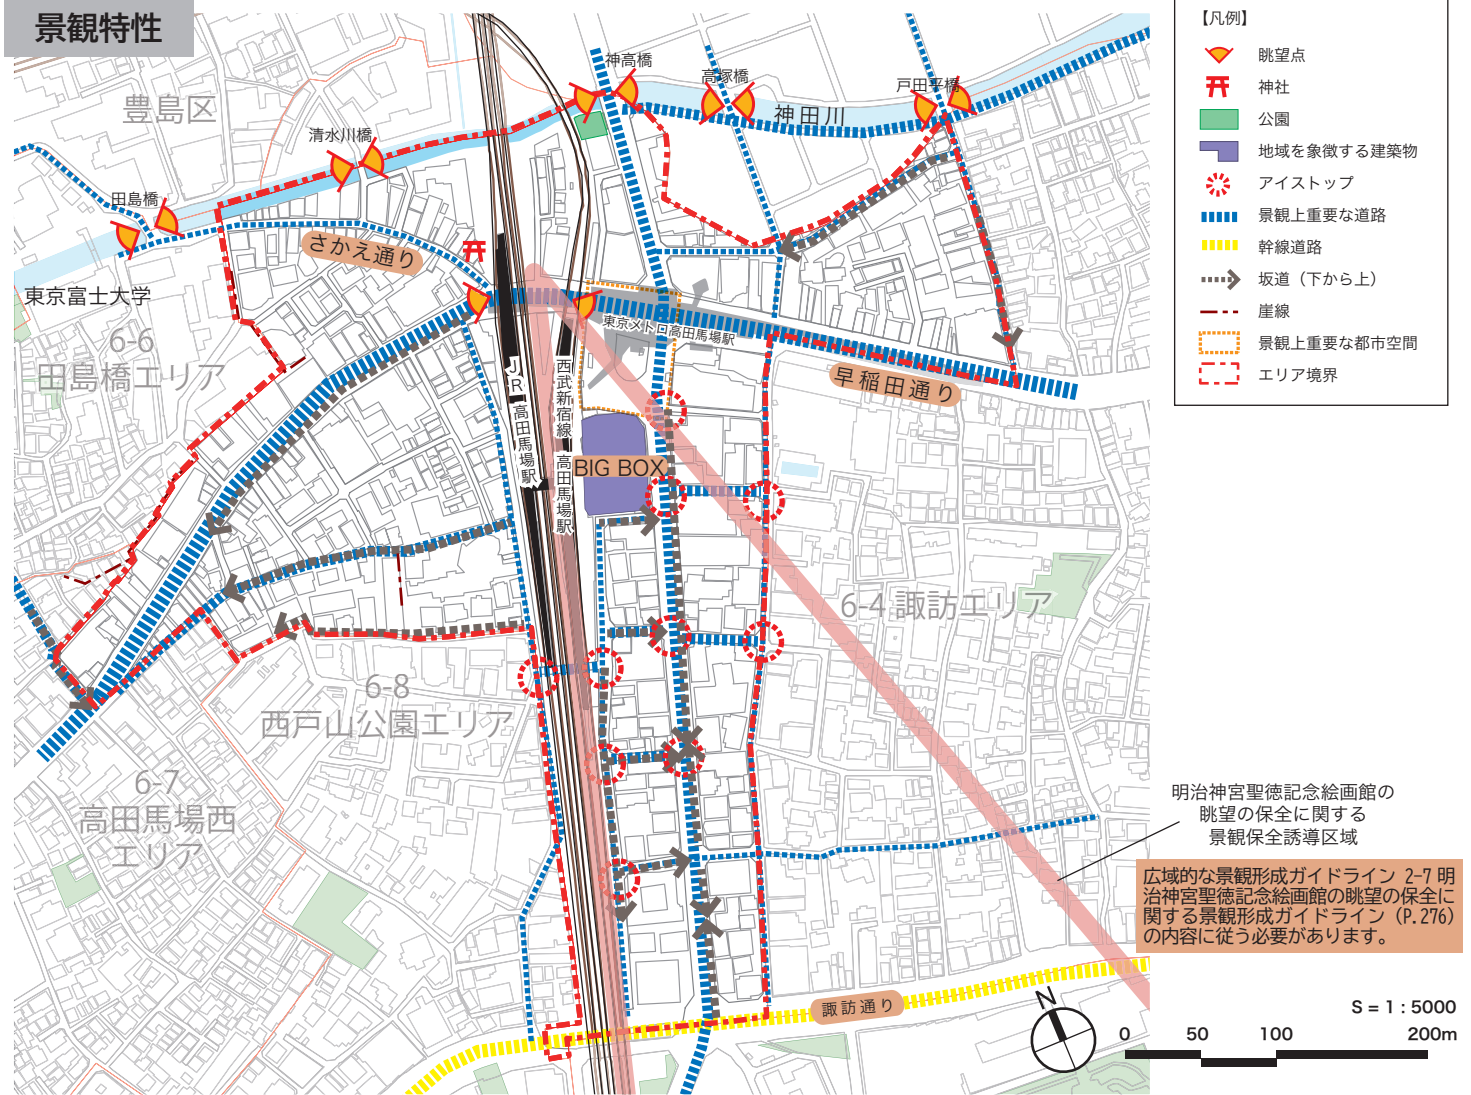 景観特性
【凡例】
眺望点
神社
公園
地域を象徴する建築物
アイストップ
景観上重要な道路
幹線道路
坂道（下から上）
崖線
景観上重要な都市空間
エリア境界
豊島区
神高橋
高塚橋
戸田平橋
神田川
清水川橋
田島橋
さかえ通り
東京富士大学
6-6
田島橋エリア
東京メトロ高田馬場駅
早稲田通り
JR 高田馬場駅
西武新宿線 高田馬場駅
BIG BOX
6-4 諏訪エリア
6-8
西戸山公園エリア
6-7
高田馬場西
エリア
明治神宮聖徳記念絵画館の
眺望の保全に関する
景観保全誘導区域
広域的な景観形成ガイドライン 2-7 明
治神宮聖徳記念絵画館の眺望の保全に
関する景観形成ガイドライン（P.276）
の内容に従う必要があります。
諏訪通り
N
S = 1 : 5000
0 50 100 200m